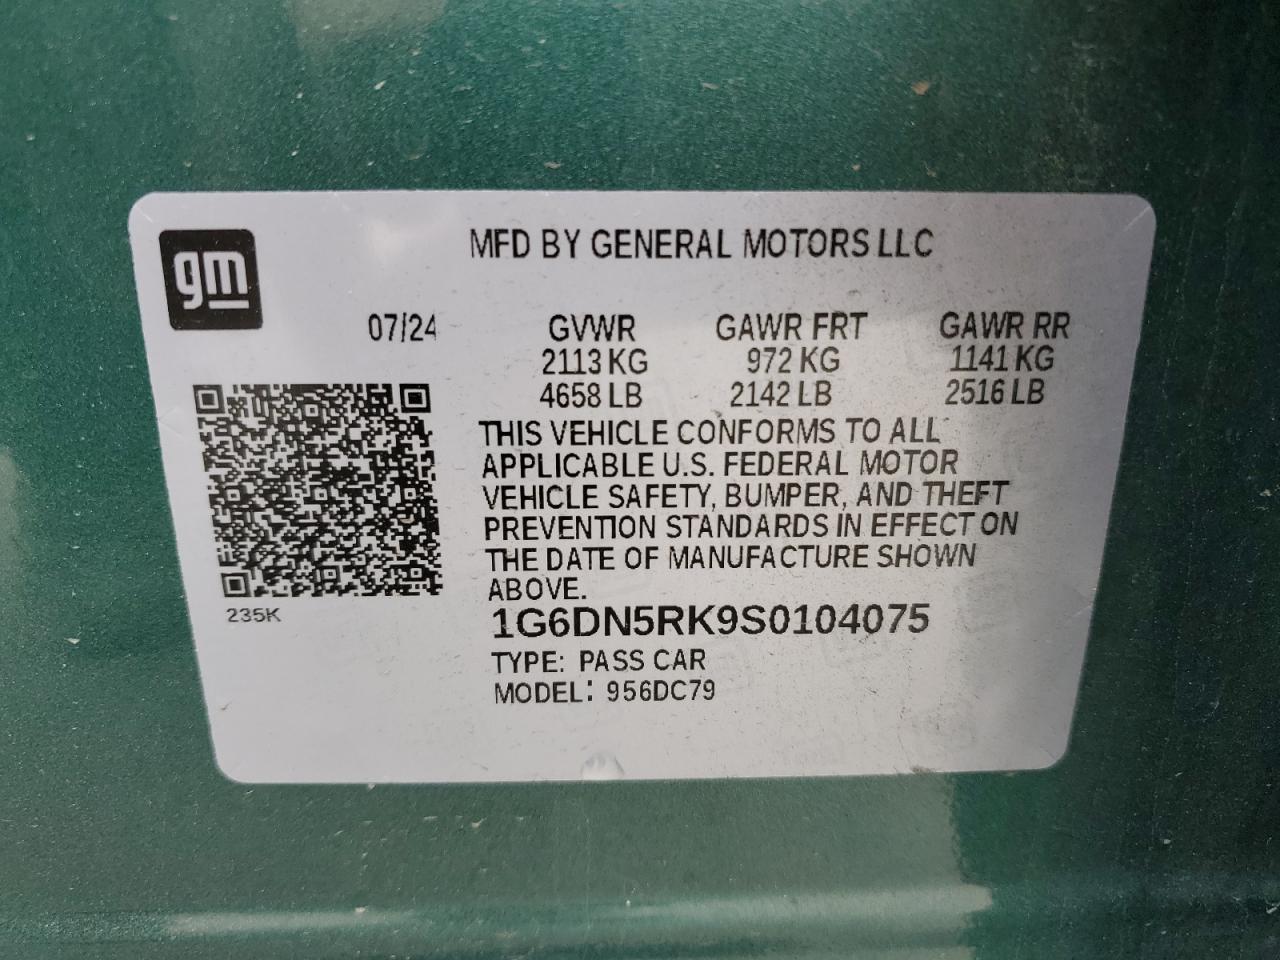 gm
MFD BY GENERAL MOTORS LLC
07/24 GVWR GAWR FRT GAWR RR
2113 KG 972 KG 1141 KG
4658 LB 2142 LB 2516 LB
THIS VEHICLE CONFORMS TO ALL
APPLICABLE U.S. FEDERAL MOTOR
VEHICLE SAFETY, BUMPER, AND THEFT
PREVENTION STANDARDS IN EFFECT ON
THE DATE OF MANUFACTURE SHOWN
ABOVE.
235K
1G6DN5RK9S0104075
TYPE: PASS CAR
MODEL: 956DC79